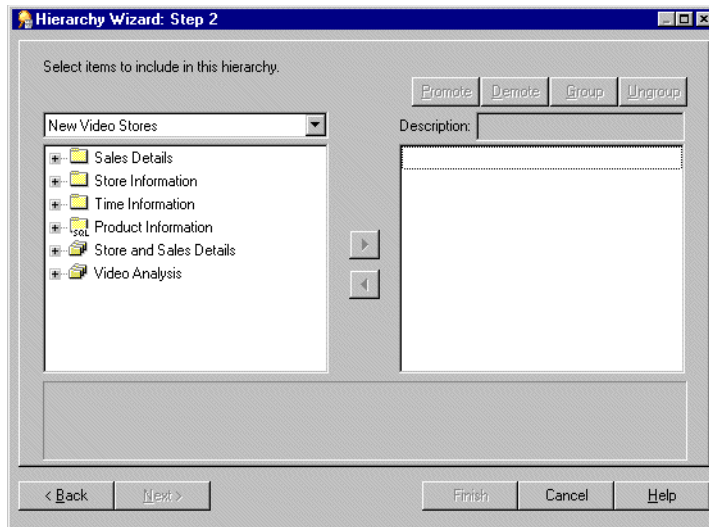 Hierarchy Wizard: Step 2
Select items to include in this hierarchy.
Promote Demote Group Ungroup
New Video Stores
Description:
Sales Details
Store Information
Time Information
SQL Product Information
Store and Sales Details
Video Analysis
< Back Next > Finish Cancel Help